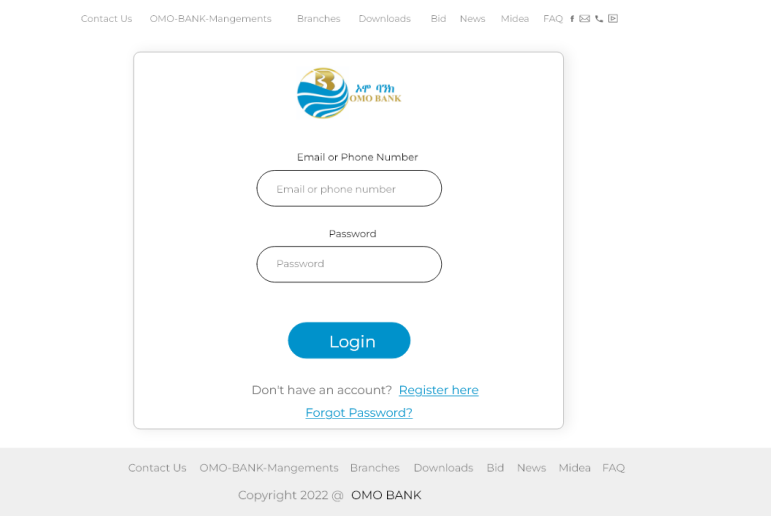 Contact Us OMO-BANK-Mangements Branches Downloads Bid News Midea FAQ
ኦሞ ባንክ
OMO BANK
Email or Phone Number
Email or phone number
Password
Password
Login
Don't have an account? Register here
Forgot Password?
Contact Us OMO-BANK-Mangements Branches Downloads Bid News Midea FAQ
Copyright 2022 @ OMO BANK